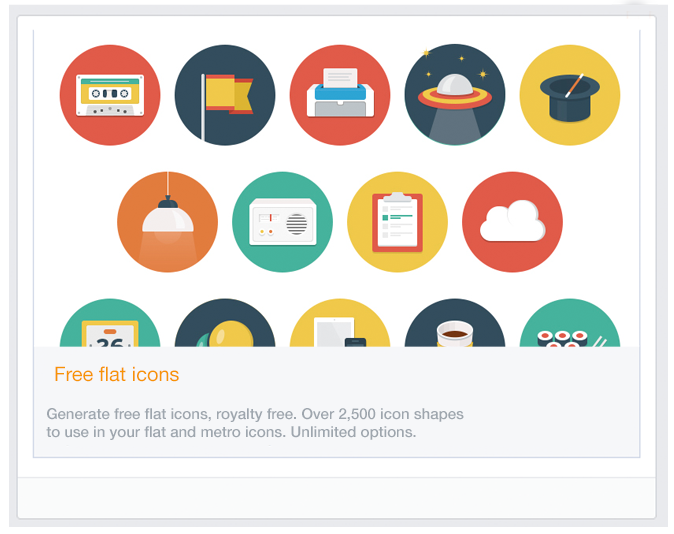 26
Free flat icons
Generate free flat icons, royalty free. Over 2,500 icon shapes
to use in your flat and metro icons. Unlimited options.